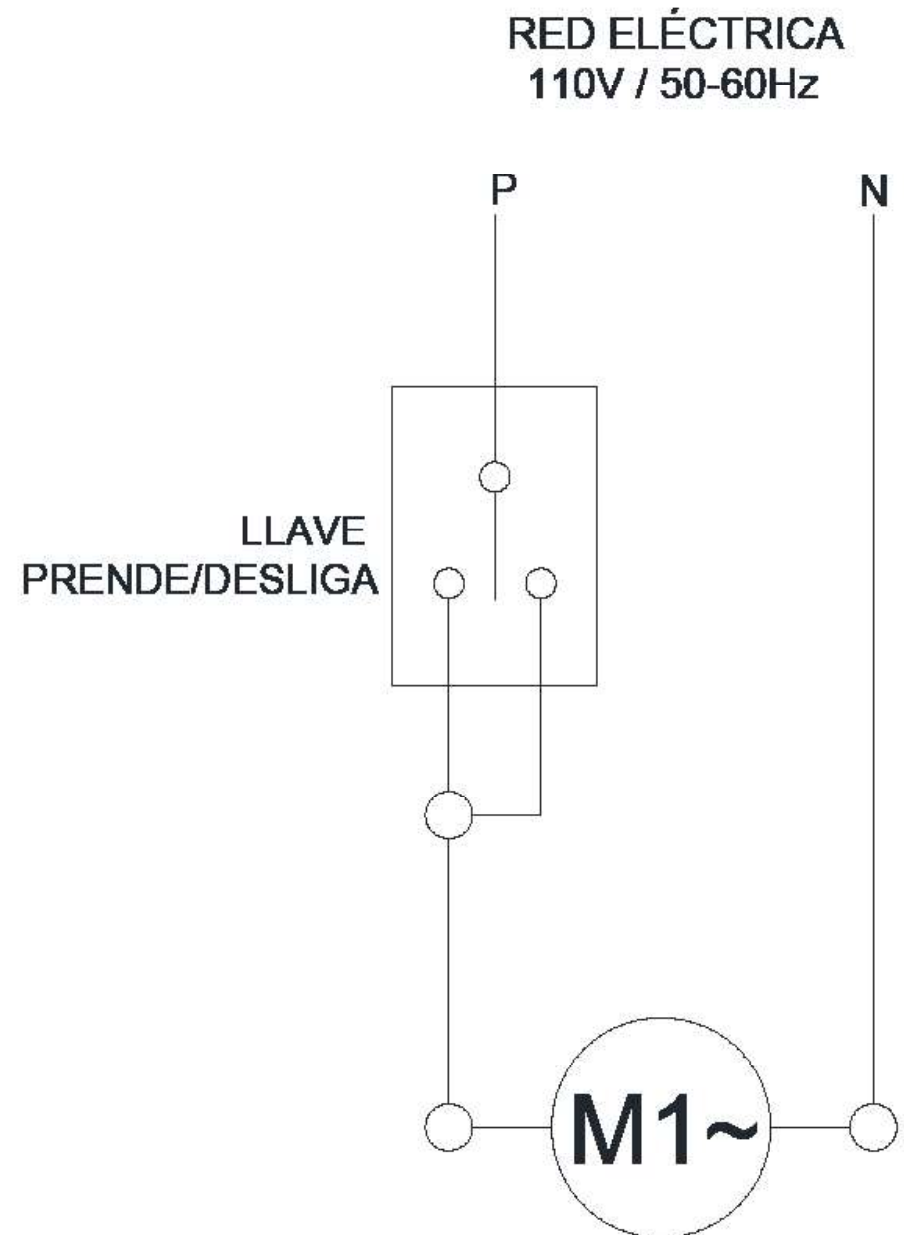 RED ELÉCTRICA
110V / 50-60Hz
P
N
LLAVE
PRENDE/DESLIGA
M1~